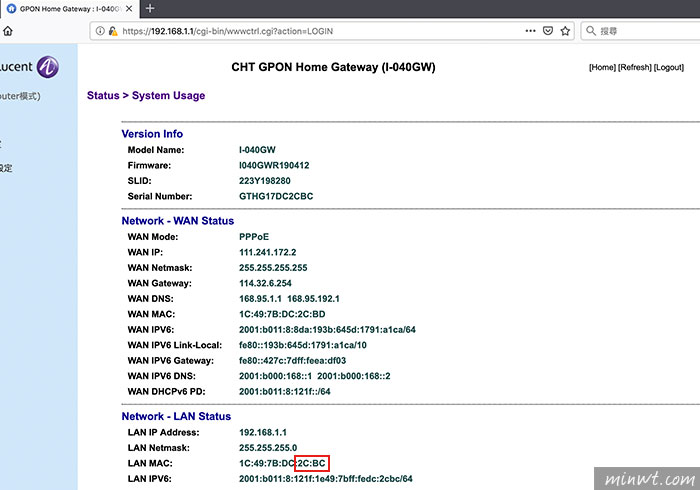 GPON Home Gateway : I-040GW
https://192.168.1.1/cgi-bin/wwwctrl.cgi?action=LOGIN
搜尋
Lucent
CHT GPON Home Gateway (I-040GW)
[Home] [Refresh] [Logout]
outer模式)
Status > System Usage
Version Info
Model Name: I-040GW
Firmware: I040GWR190412
SLID: 223Y198280
Serial Number: GTHG17DC2CBC
設定
Network - WAN Status
WAN Mode: PPPoE
WAN IP: 111.241.172.2
WAN Netmask: 255.255.255.255
WAN Gateway: 114.32.6.254
WAN DNS: 168.95.1.1 168.95.192.1
WAN MAC: 1C:49:7B:DC:2C:BD
WAN IPV6: 2001:b011:8:8da:193b:645d:1791:a1ca/64
WAN IPV6 Link-Local: fe80::193b:645d:1791:a1ca/10
WAN IPV6 Gateway: fe80::427c:7dff:feea:df03
WAN IPV6 DNS: 2001:b000:168::1 2001:b000:168::2
WAN DHCPv6 PD: 2001:b011:8:121f::/64
Network - LAN Status
LAN IP Address: 192.168.1.1
LAN Netmask: 255.255.255.0
LAN MAC: 1C:49:7B:DC:2C:BC
LAN IPV6: 2001:b011:8:121f:1e49:7bff:fedc:2cbc/64
minwt.com